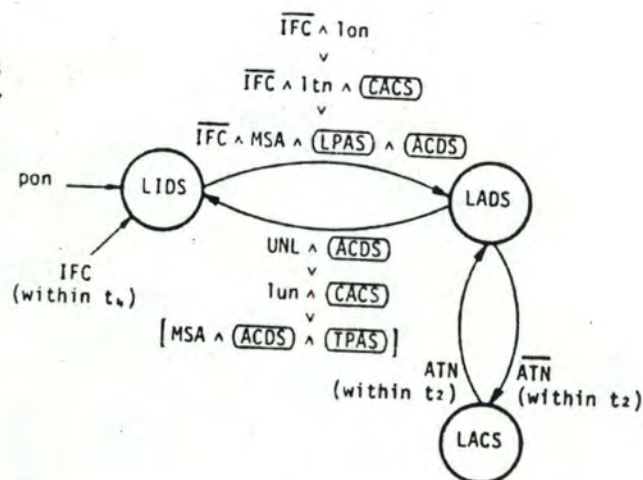 IFC ∧ lon
∨
IFC ∧ ltn ∧ CACS
∨
IFC ∧ MSA ∧ LPAS ∧ ACDS
pon
LIDS
LADS
IFC
(within t₄)
UNL ∧ ACDS
∨
lun ∧ CACS
∨
[MSA ∧ ACDS ∧ TPAS]
ATN
(within t₂)
ATN
(within t₂)
LACS